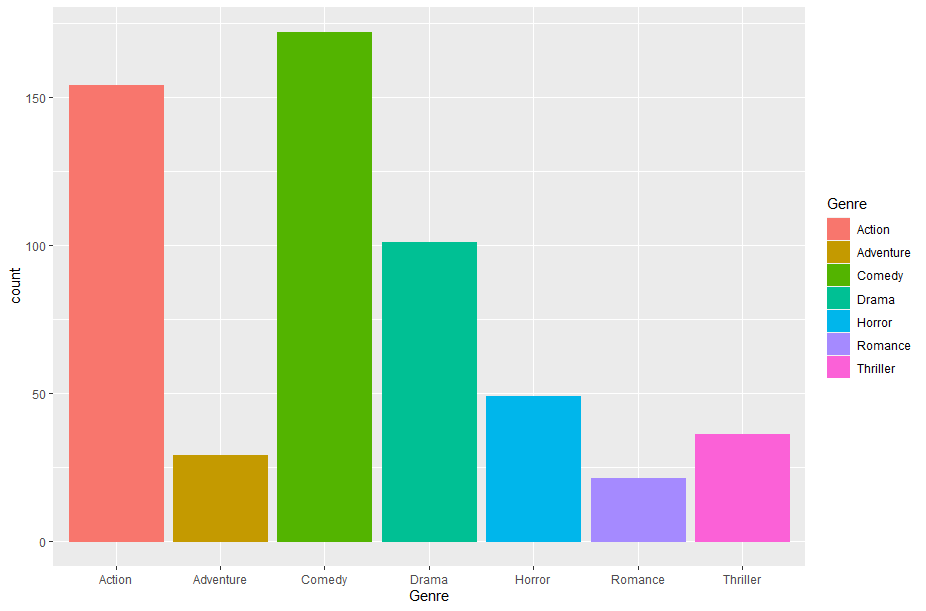 150
100
50
0
count
Action Adventure Comedy Drama Horror Romance Thriller
Genre
Genre
Action
Adventure
Comedy
Drama
Horror
Romance
Thriller